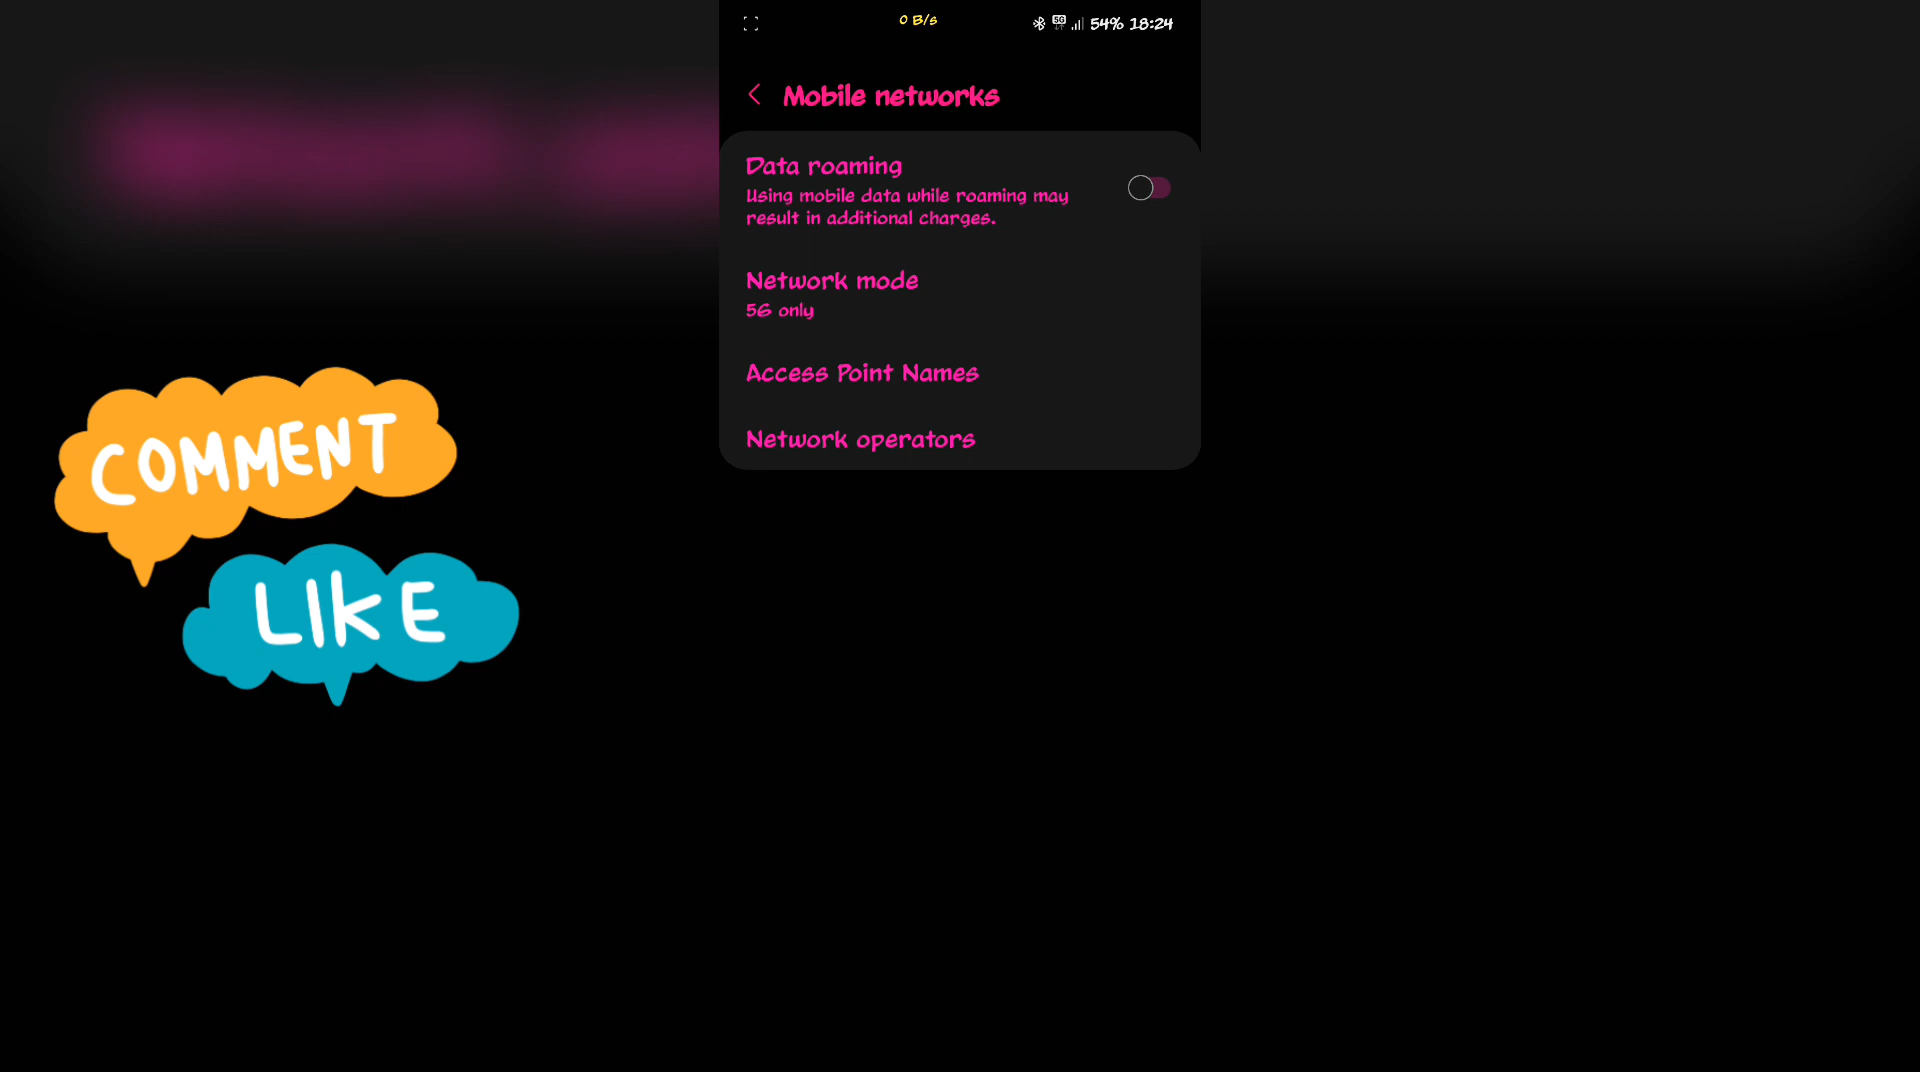 0 B/s
5G 54% 18:24
Mobile networks
Data roaming
Using mobile data while roaming may
result in additional charges.
Network mode
5G only
Access Point Names
Network operators
COMMENT
LIKE